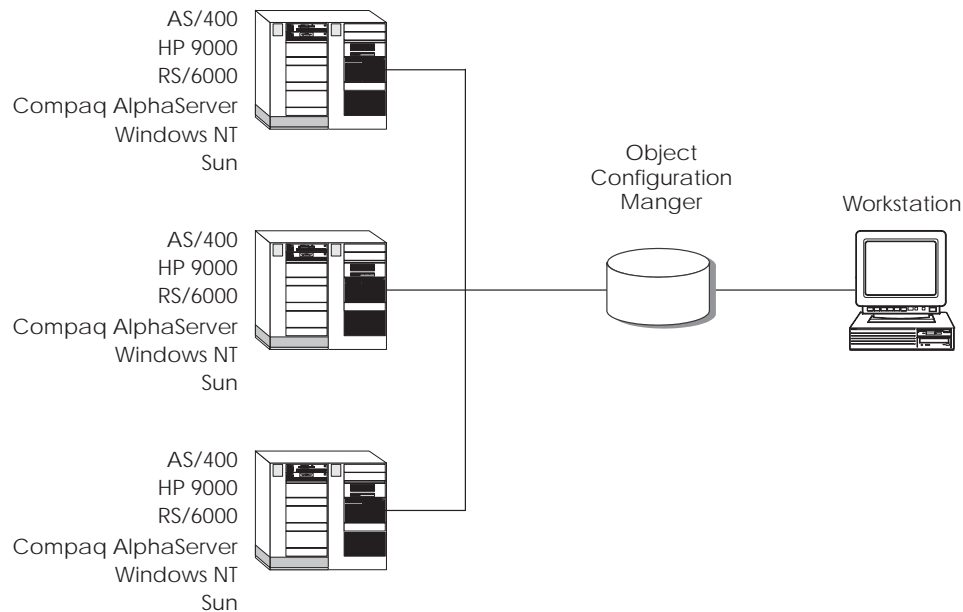 AS/400
HP 9000
RS/6000
Compaq AlphaServer
Windows NT
Sun
Object
Configuration
Manger
Workstation
AS/400
HP 9000
RS/6000
Compaq AlphaServer
Windows NT
Sun
AS/400
HP 9000
RS/6000
Compaq AlphaServer
Windows NT
Sun